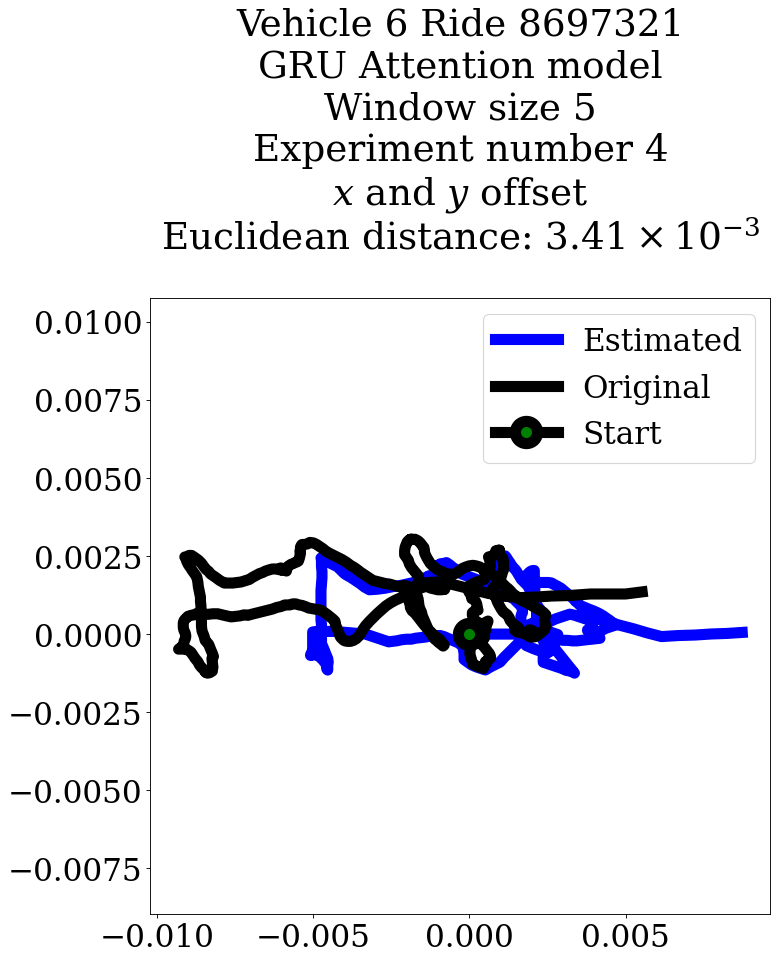 Vehicle 6 Ride 8697321
GRU Attention model
Window size 5
Experiment number 4
x and y offset
Euclidean distance: 3.41 × 10⁻³
Estimated
Original
Start
0.0100
0.0075
0.0050
0.0025
0.0000
−0.0025
−0.0050
−0.0075
−0.010 −0.005 0.000 0.005